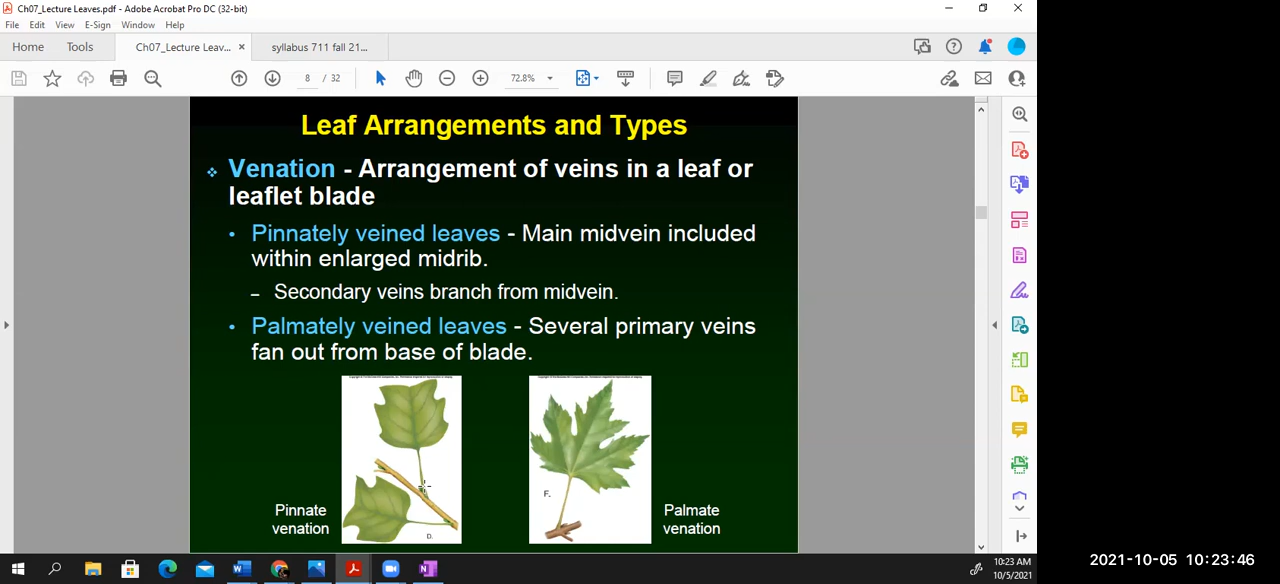 Ch07_Lecture Leaves.pdf - Adobe Acrobat Pro DC (32-bit)
File Edit View E-Sign Window Help
Home Tools Ch07_Lecture Leav... × syllabus 711 fall 21...
8 / 32 72.8%
Leaf Arrangements and Types
❖ Venation - Arrangement of veins in a leaf or
leaflet blade
• Pinnately veined leaves - Main midvein included
within enlarged midrib.
– Secondary veins branch from midvein.
• Palmately veined leaves - Several primary veins
fan out from base of blade.
F.
D.
Pinnate
venation
Palmate
venation
10:23 AM
10/5/2021
2021-10-05 10:23:46